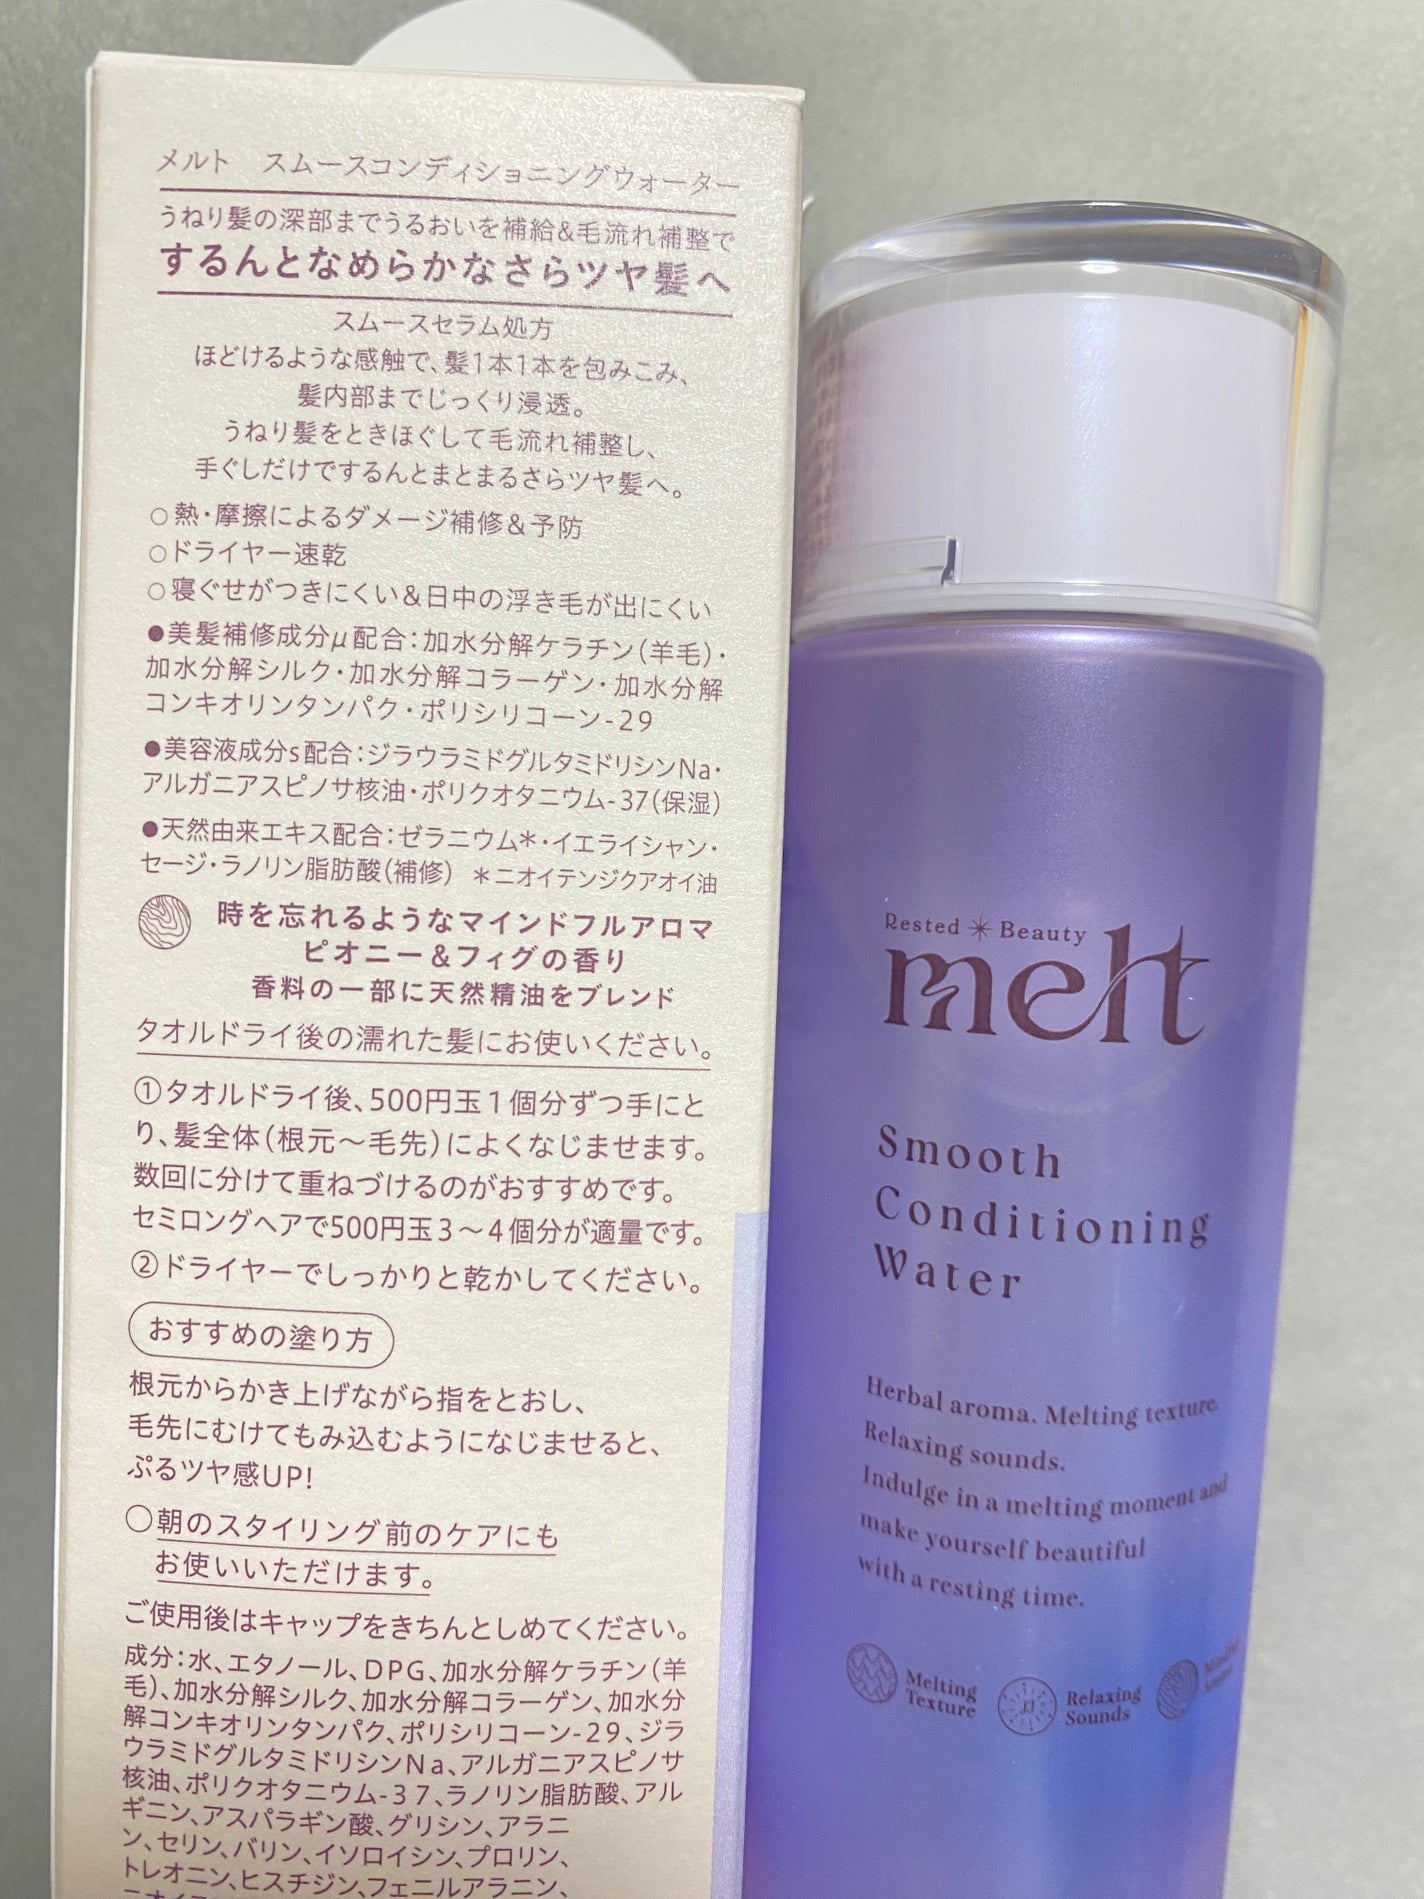 メルト　スムースコンディショニングウォーター
うねり髪の深部までうるおいを補給&毛流れ補整で
するんとなめらかなさらツヤ髪へ
スムースセラム処方
ほどけるような感触で、髪1本1本を包みこみ、
髪内部までじっくり浸透。
うねり髪をときほぐして毛流れ補整し、
手ぐしだけでするんとまとまるさらツヤ髪へ。
○熱・摩擦によるダメージ補修&予防
○ドライヤー速乾
○寝ぐせがつきにくい&日中の浮き毛が出にくい
●美髪補修成分μ配合：加水分解ケラチン（羊毛）・
加水分解シルク・加水分解コラーゲン・加水分解
コンキオリンタンパク・ポリシリコーン-29
●美容液成分s配合：ジラウラミドグルタミドリシンNa・
アルガニアスピノサ核油・ポリクオタニウム-37（保湿）
●天然由来エキス配合：ゼラニウム＊・イエライシャン・
セージ・ラノリン脂肪酸（補修）　＊ニオイテンジクアオイ油
時を忘れるようなマインドフルアロマ
ピオニー&フィグの香り
香料の一部に天然精油をブレンド
タオルドライ後の濡れた髪にお使いください。
①タオルドライ後、500円玉1個分ずつ手にと
り、髪全体（根元〜毛先）によくなじませます。
数回に分けて重ねづけるのがおすすめです。
セミロングヘアで500円玉3〜4個分が適量です。
②ドライヤーでしっかりと乾かしてください。
おすすめの塗り方
根元からかき上げながら指をとおし、
毛先にむけてもみ込むようになじませると、
ぷるツヤ感UP!
○朝のスタイリング前のケアにも
お使いいただけます。
ご使用後はキャップをきちんとしめてください。
成分：水、エタノール、DPG、加水分解ケラチン（羊
毛）、加水分解シルク、加水分解コラーゲン、加水分
解コンキオリンタンパク、ポリシリコーン-29、ジラ
ウラミドグルタミドリシンNa、アルガニアスピノサ
核油、ポリクオタニウム-37、ラノリン脂肪酸、アル
ギニン、アスパラギン酸、グリシン、アラニ
ン、セリン、バリン、イソロイシン、プロリン、
トレオニン、ヒスチジン、フェニルアラニン、
Rested Beauty
melt
Smooth
Conditioning
Water
Herbal aroma. Melting texture.
Relaxing sounds.
Indulge in a melting moment and
make yourself beautiful
with a resting time.
Melting
Texture
Relaxing
Sounds